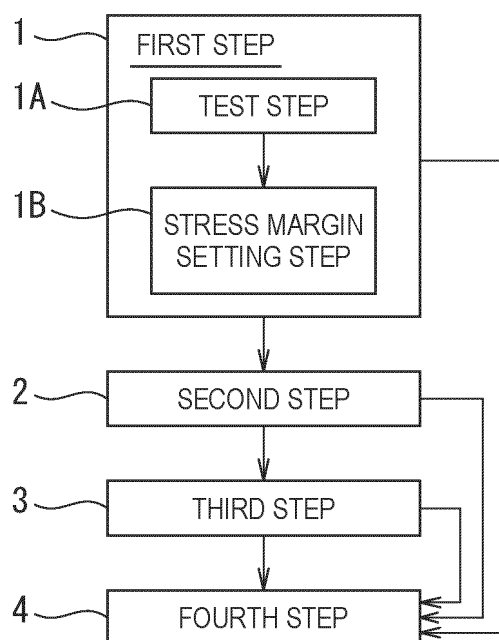 1
FIRST STEP
1A
TEST STEP
1B
STRESS MARGIN
SETTING STEP
2
SECOND STEP
3
THIRD STEP
4
FOURTH STEP